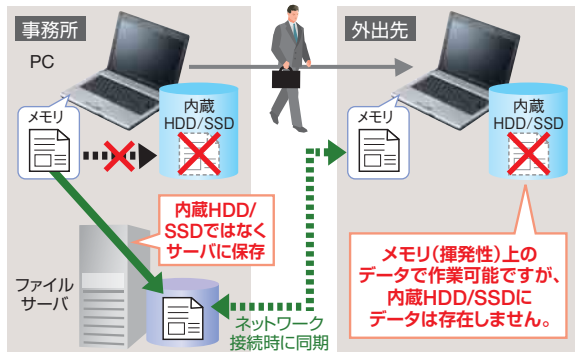 事務所
PC
メモリ
内蔵
HDD/SSD
内蔵HDD/
SSDではなく
サーバに保存
ファイル
サーバ
ネットワーク
接続時に同期
外出先
メモリ
内蔵
HDD/SSD
メモリ(揮発性)上の
データで作業可能ですが、
内蔵HDD/SSDに
データは存在しません。